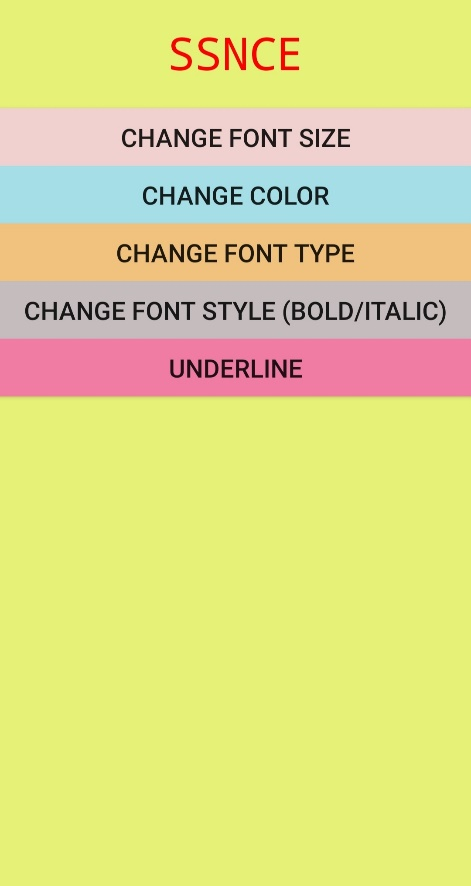 SSNCE
CHANGE FONT SIZE
CHANGE COLOR
CHANGE FONT TYPE
CHANGE FONT STYLE (BOLD/ITALIC)
UNDERLINE